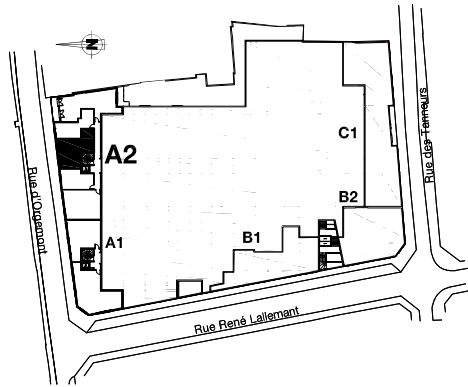 N
A2
C1
B2
A1
B1
Rue d'Orgemont
Rue des Tanneurs
Rue René Lallemant